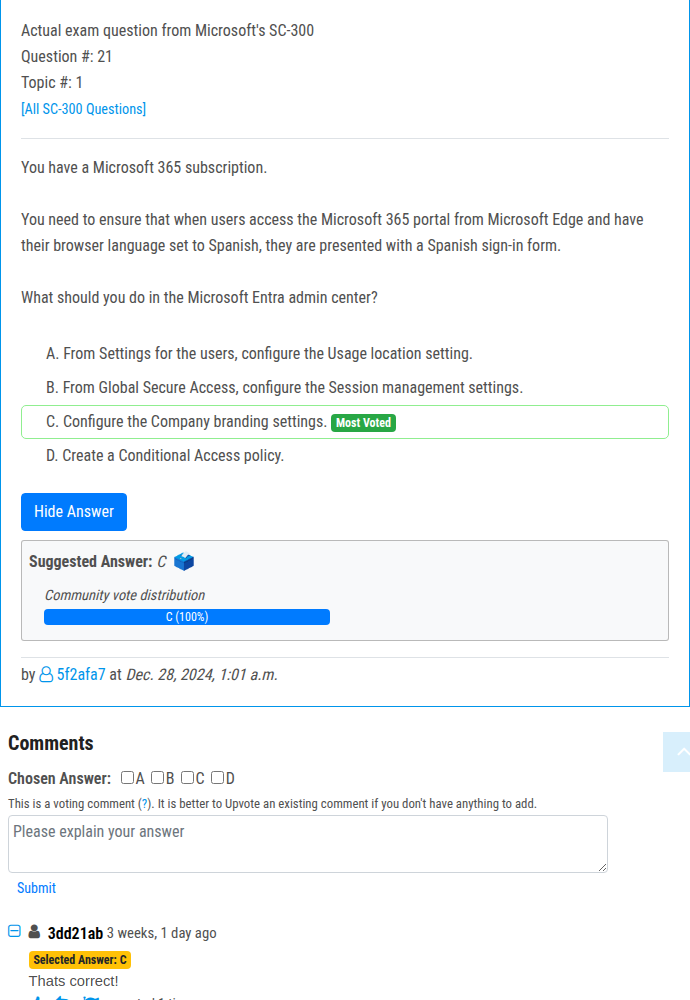 Actual exam question from Microsoft's SC-300
Question #: 21
Topic #: 1
[All SC-300 Questions]
You have a Microsoft 365 subscription.
You need to ensure that when users access the Microsoft 365 portal from Microsoft Edge and have
their browser language set to Spanish, they are presented with a Spanish sign-in form.
What should you do in the Microsoft Entra admin center?
A. From Settings for the users, configure the Usage location setting.
B. From Global Secure Access, configure the Session management settings.
C. Configure the Company branding settings. Most Voted
D. Create a Conditional Access policy.
Hide Answer
Suggested Answer: C
Community vote distribution
C (100%)
by 5f2afa7 at Dec. 28, 2024, 1:01 a.m.
Comments
Chosen Answer: A B C D
This is a voting comment (?). It is better to Upvote an existing comment if you don't have anything to add.
Please explain your answer
Submit
3dd21ab 3 weeks, 1 day ago
Selected Answer: C
Thats correct!